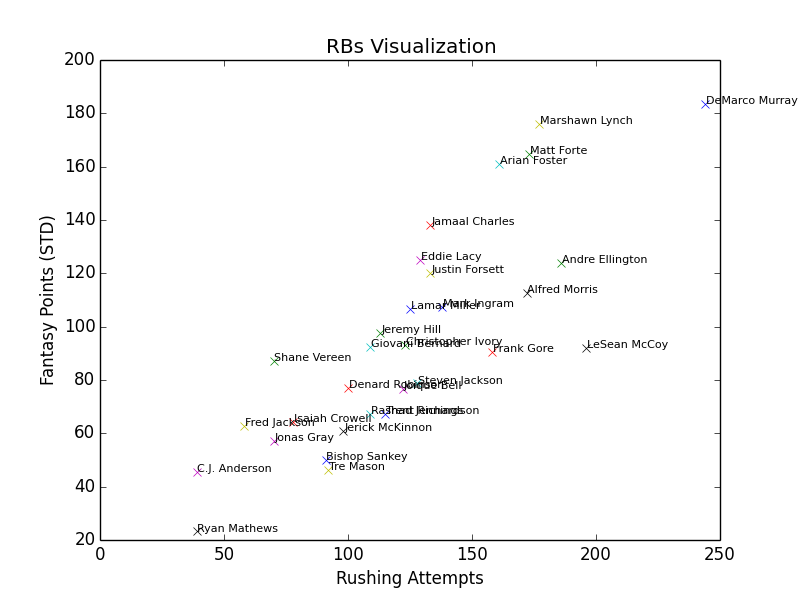 RBs Visualization
200
DeMarco Murray
180
Marshawn Lynch
Matt Forte
160
Arian Foster
140
Jamaal Charles
Eddie Lacy
Andre Ellington
120
Justin Forsett
Alfred Morris
Lamar Miller
Mark Ingram
100
Jeremy Hill
Christopher Ivory
Giovani Bernard
Frank Gore
LeSean McCoy
Shane Vereen
80
Steven Jackson
Denard Robinson
Joique Bell
Rashad Jennings
Trent Richardson
Isaiah Crowell
Fred Jackson
60
Jerick McKinnon
Jonas Gray
Bishop Sankey
Tre Mason
C.J. Anderson
40
Ryan Mathews
20
0 50 100 150 200 250
Rushing Attempts
Fantasy Points (STD)